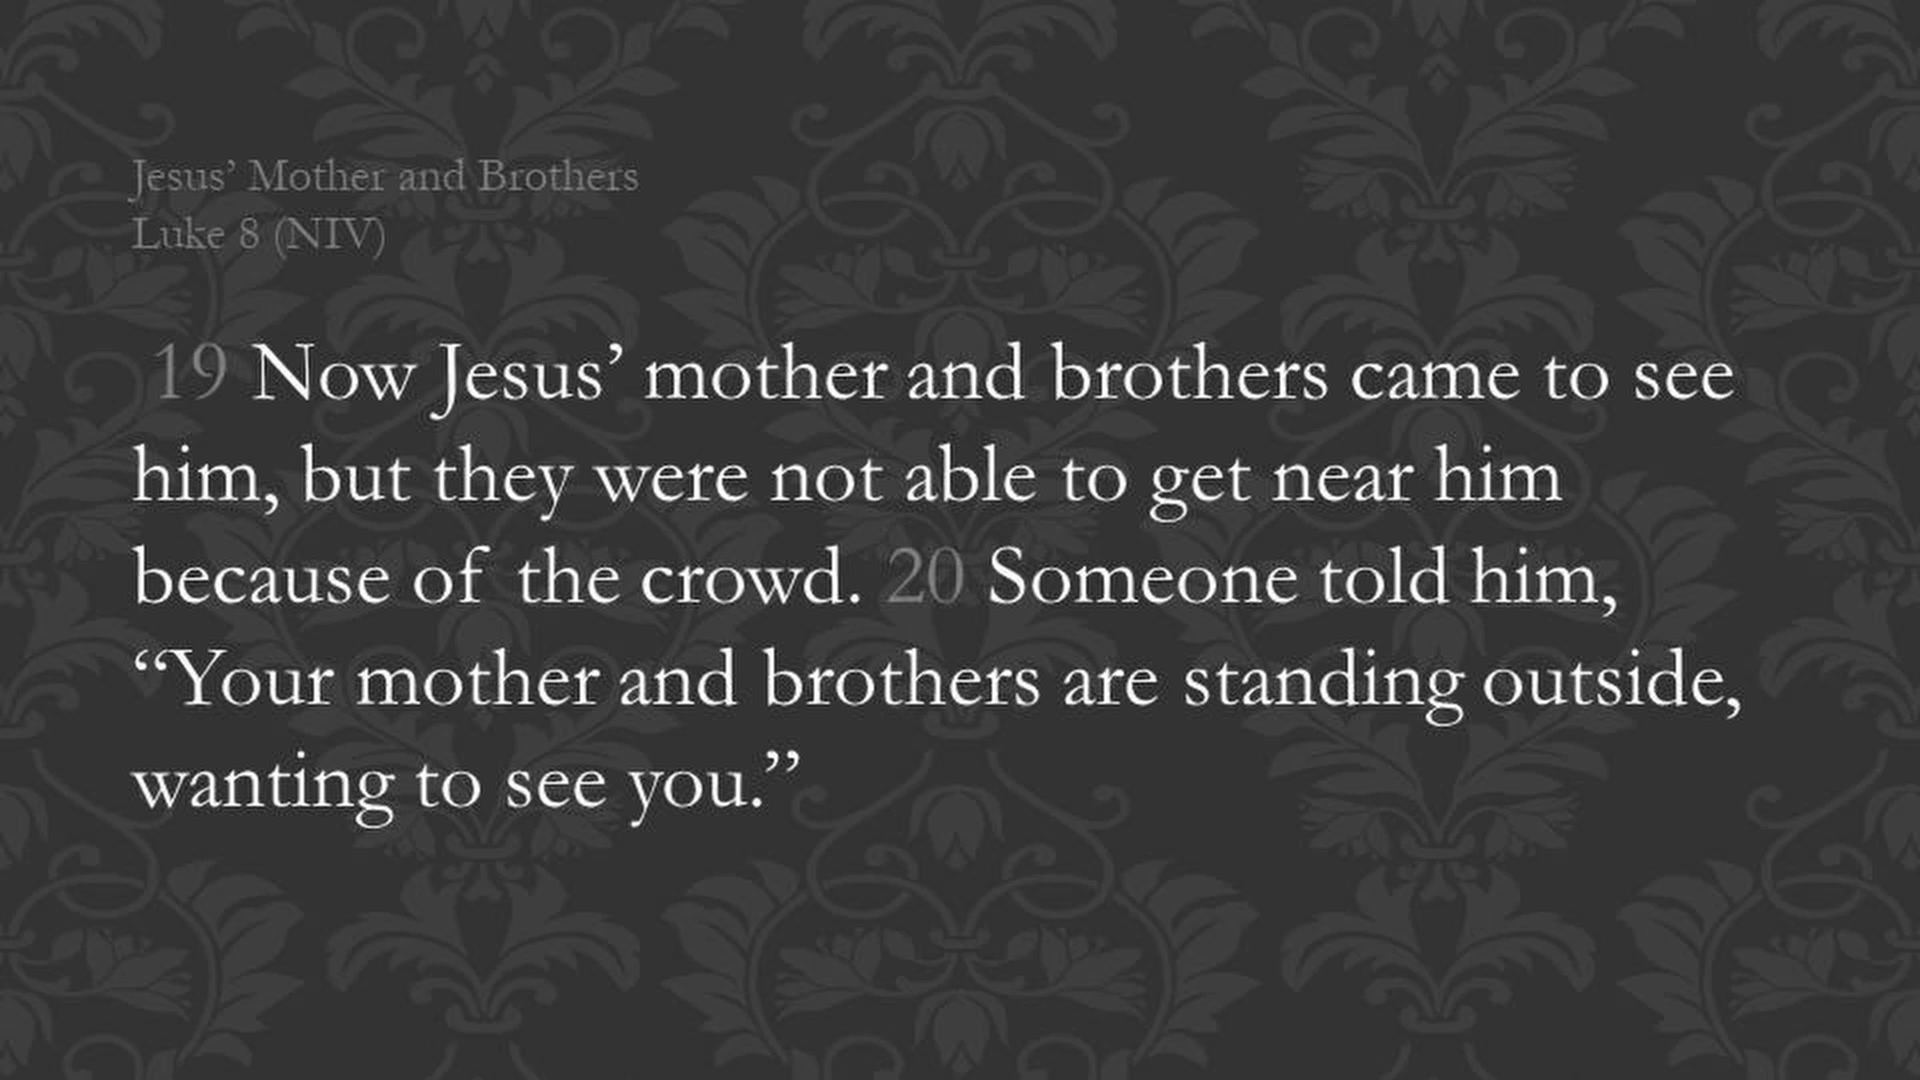 Jesus’ Mother and Brothers
Luke 8 (NIV)
19 Now Jesus’ mother and brothers came to see
him, but they were not able to get near him
because of the crowd. 20 Someone told him,
“Your mother and brothers are standing outside,
wanting to see you.”